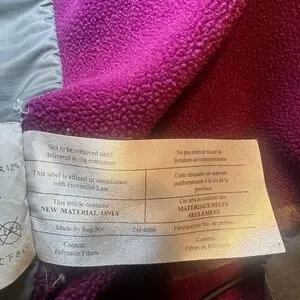 Not to be removed until
delivered to the consumer
Ne pas enlever avant la
livraison au consommateur
This label is affixed in compliance
with Provincial Law
Cette étiquette est apposée
conformément à la loi de la
province
This article contains:
NEW MATERIAL ONLY
Cet article contient des
MATÉRIAUX NEUFS
SEULEMENT
Made by Reg No.
Fabriqué par No. de permis:
Content:
Polyester Fibres
Contenu:
Fibres de Polyester
12%